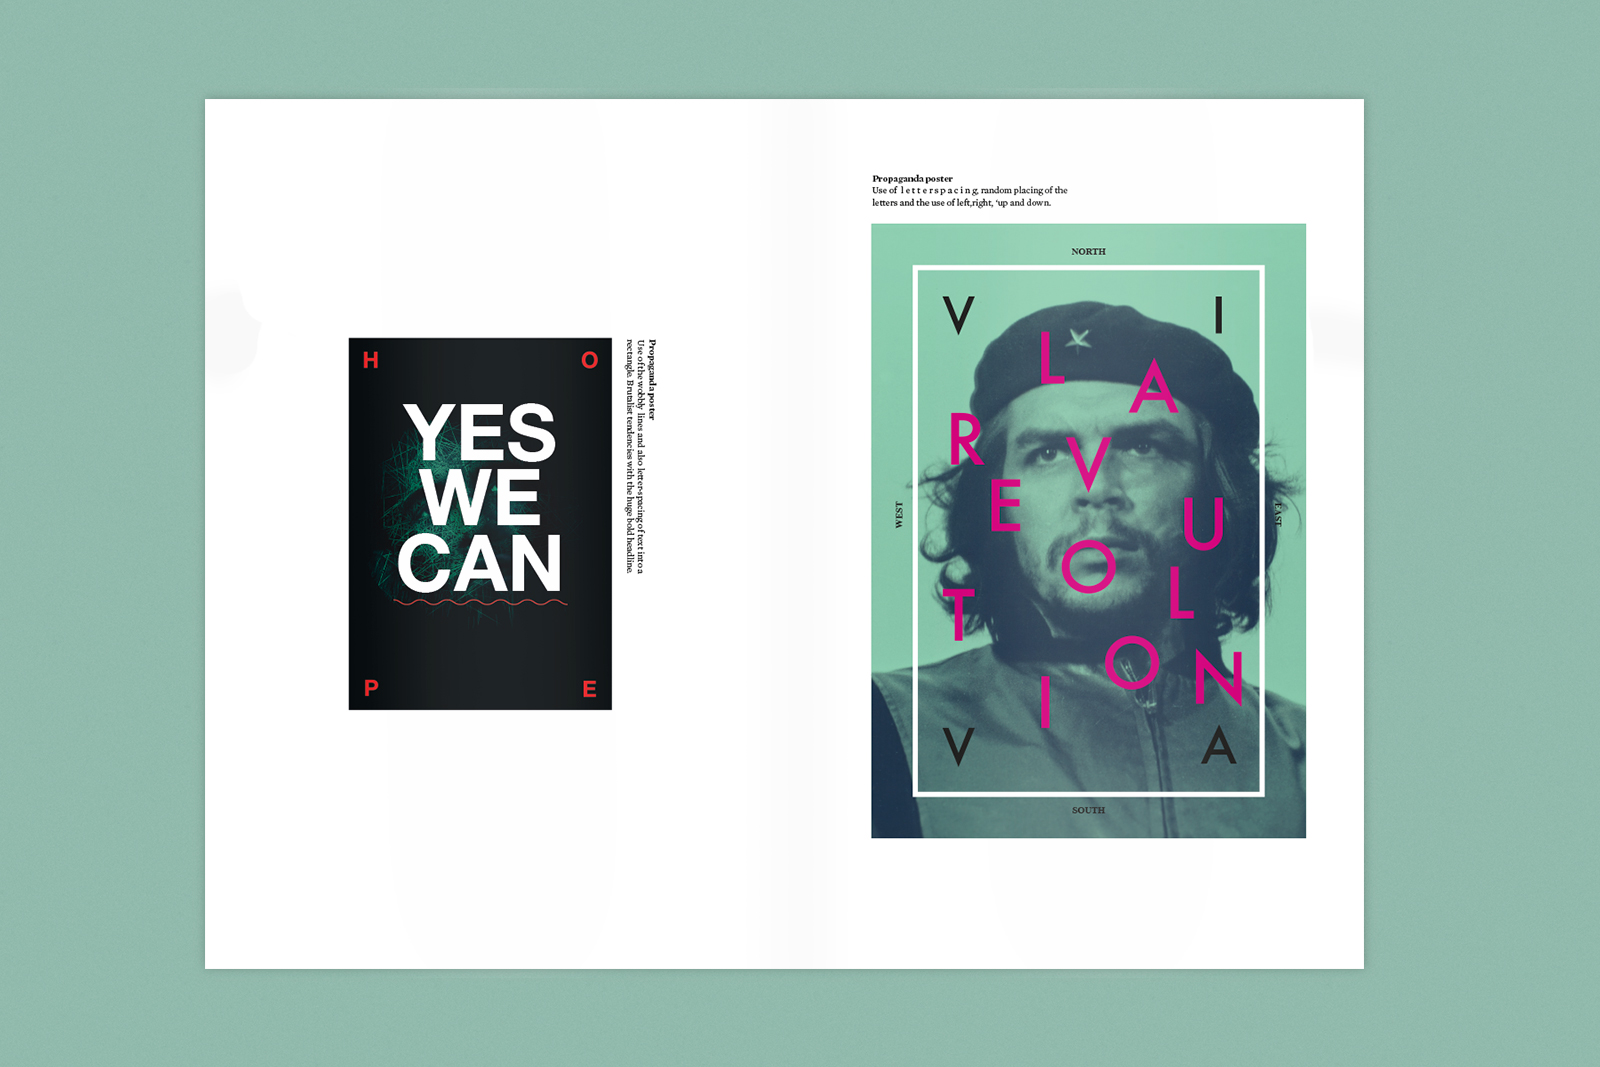 H O
YES
WE
CAN
P E
Propaganda poster
Use of the wobbly lines and also letter-spacing of text into a
rectangle. Brutalist tendencies with the huge bold headline.
Propaganda poster
Use of l e t t e r s p a c i n g, random placing of the
letters and the use of left,right, ‘up and down.
NORTH
V I
L A
R E V O L U T I O N
V A
WEST
EAST
SOUTH